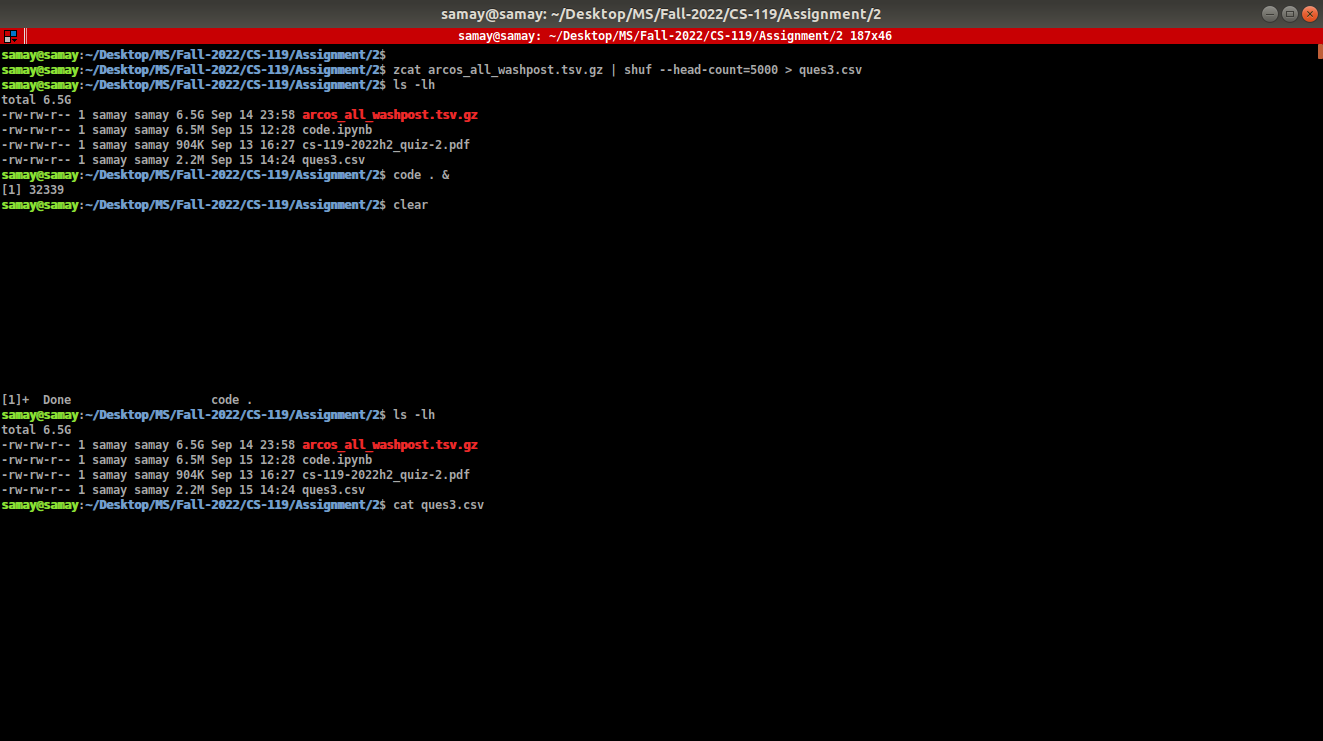 samay@samay: ~/Desktop/MS/Fall-2022/CS-119/Assignment/2
samay@samay: ~/Desktop/MS/Fall-2022/CS-119/Assignment/2 187x46
samay@samay:~/Desktop/MS/Fall-2022/CS-119/Assignment/2$
samay@samay:~/Desktop/MS/Fall-2022/CS-119/Assignment/2$ zcat arcos_all_washpost.tsv.gz | shuf --head-count=5000 > ques3.csv
samay@samay:~/Desktop/MS/Fall-2022/CS-119/Assignment/2$ ls -lh
total 6.5G
-rw-rw-r-- 1 samay samay 6.5G Sep 14 23:58 arcos_all_washpost.tsv.gz
-rw-rw-r-- 1 samay samay 6.5M Sep 15 12:28 code.ipynb
-rw-rw-r-- 1 samay samay 904K Sep 13 16:27 cs-119-2022h2_quiz-2.pdf
-rw-rw-r-- 1 samay samay 2.2M Sep 15 14:24 ques3.csv
samay@samay:~/Desktop/MS/Fall-2022/CS-119/Assignment/2$ code . &
[1] 32339
samay@samay:~/Desktop/MS/Fall-2022/CS-119/Assignment/2$ clear
[1]+  Done                    code .
samay@samay:~/Desktop/MS/Fall-2022/CS-119/Assignment/2$ ls -lh
total 6.5G
-rw-rw-r-- 1 samay samay 6.5G Sep 14 23:58 arcos_all_washpost.tsv.gz
-rw-rw-r-- 1 samay samay 6.5M Sep 15 12:28 code.ipynb
-rw-rw-r-- 1 samay samay 904K Sep 13 16:27 cs-119-2022h2_quiz-2.pdf
-rw-rw-r-- 1 samay samay 2.2M Sep 15 14:24 ques3.csv
samay@samay:~/Desktop/MS/Fall-2022/CS-119/Assignment/2$ cat ques3.csv